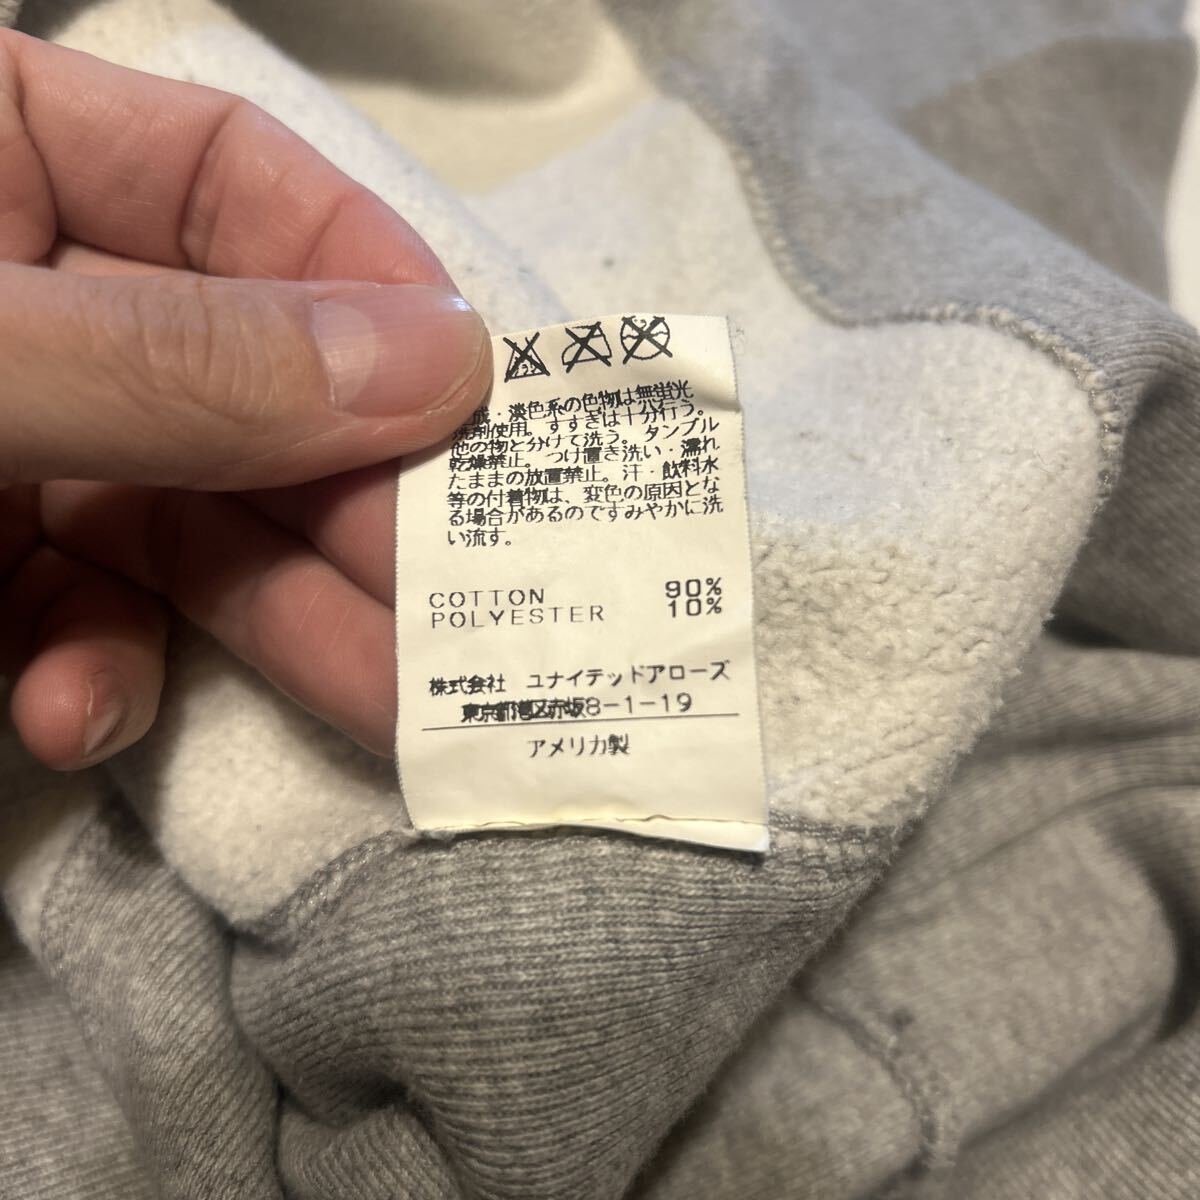 成・淡色系の色物は無蛍光
洗剤使用。すすぎは十分行う。
他の物と分けて洗う。タンブル
乾燥禁止。つけ置き洗い・濡れ
たままの放置禁止。汗・飲料水
等の付着物は、変色の原因とな
る場合があるのですみやかに洗
い流す。
COTTON 90%
POLYESTER 10%
株式会社 ユナイテッドアローズ
東京都港区赤坂8-1-19
アメリカ製